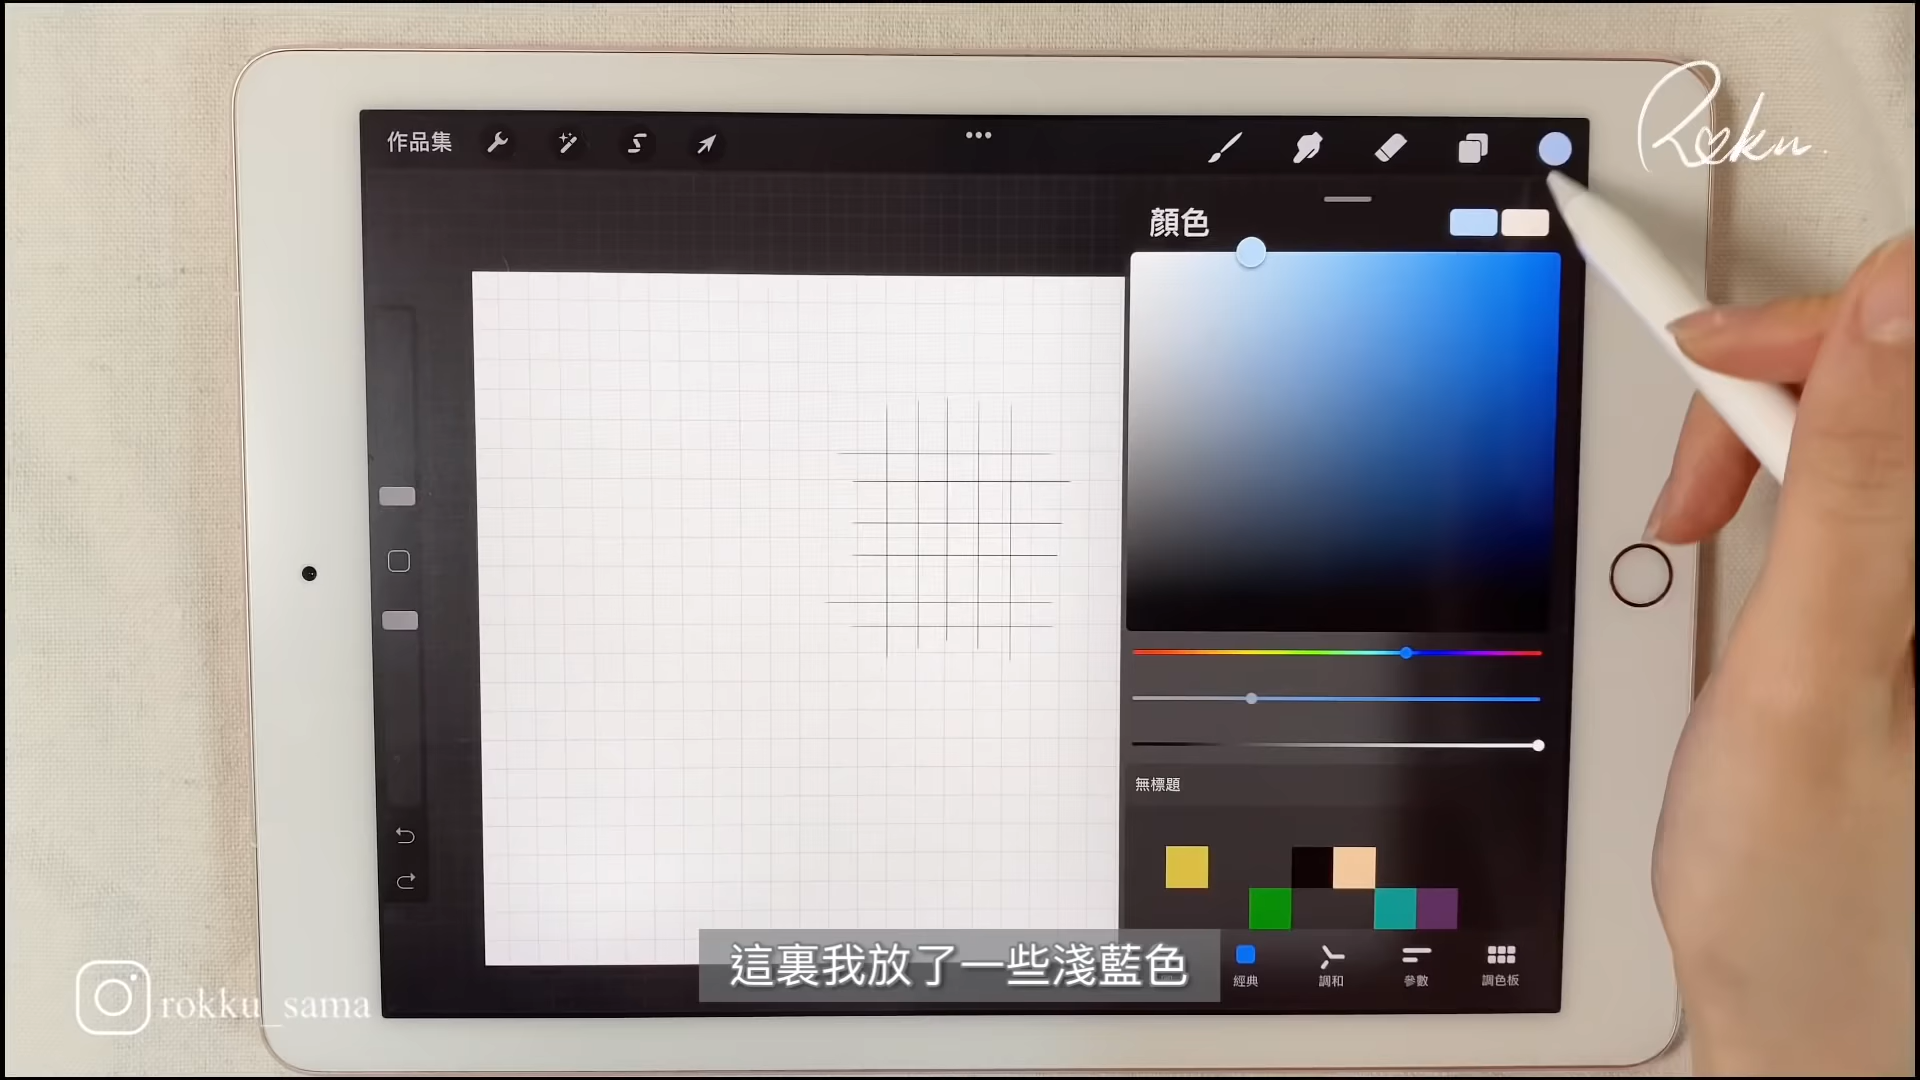 Rokku.
作品集
顏色
無標題
這裏我放了一些淺藍色
經典
調和
參數
調色板
rokku_sama